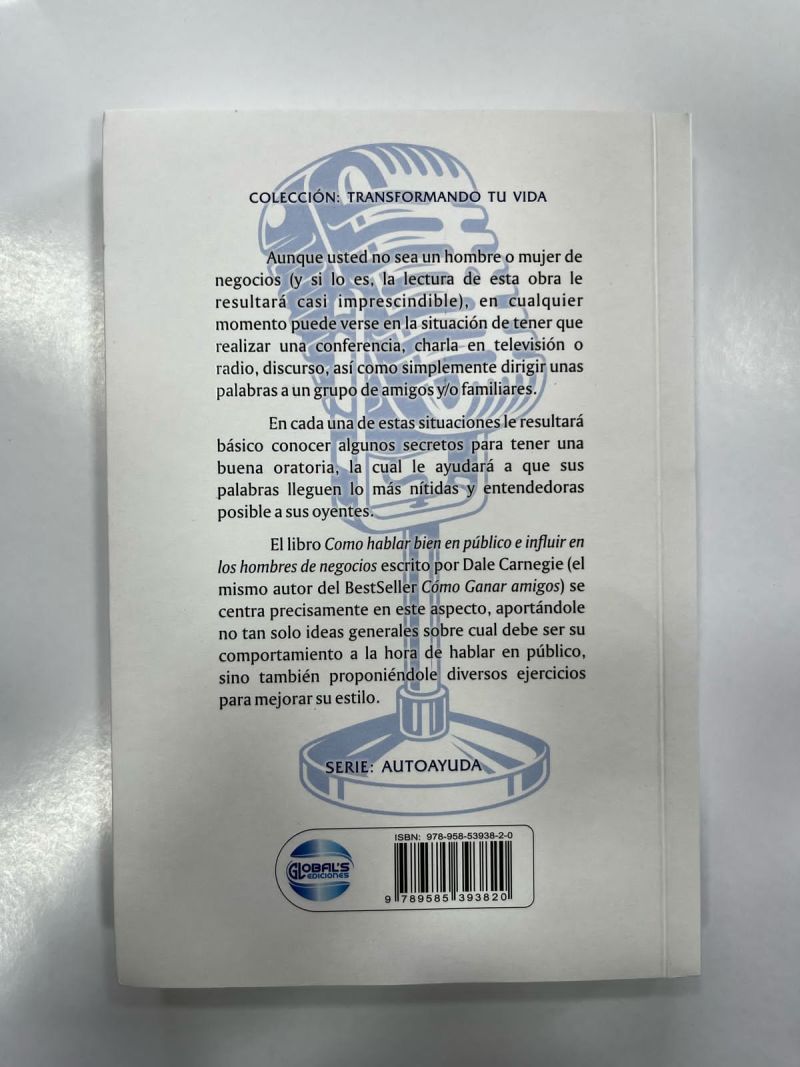 COLECCIÓN: TRANSFORMANDO TU VIDA
Aunque usted no sea un hombre o mujer de
negocios (y si lo es, la lectura de esta obra le
resultará casi imprescindible), en cualquier
momento puede verse en la situación de tener que
realizar una conferencia, charla en televisión o
radio, discurso, así como simplemente dirigir unas
palabras a un grupo de amigos y/o familiares.
En cada una de estas situaciones le resultará
básico conocer algunos secretos para tener una
buena oratoria, la cual le ayudará a que sus
palabras lleguen lo más nítidas y entendedoras
posible a sus oyentes.
El libro Como hablar bien en público e influir en
los hombres de negocios escrito por Dale Carnegie (el
mismo autor del BestSeller Cómo Ganar amigos) se
centra precisamente en este aspecto, aportándole
no tan solo ideas generales sobre cual debe ser su
comportamiento a la hora de hablar en público,
sino también proponiéndole diversos ejercicios
para mejorar su estilo.
SERIE: AUTOAYUDA
GLOBAL'S
EDICIONES
ISBN: 978-958-53938-2-0
9 789585 393820